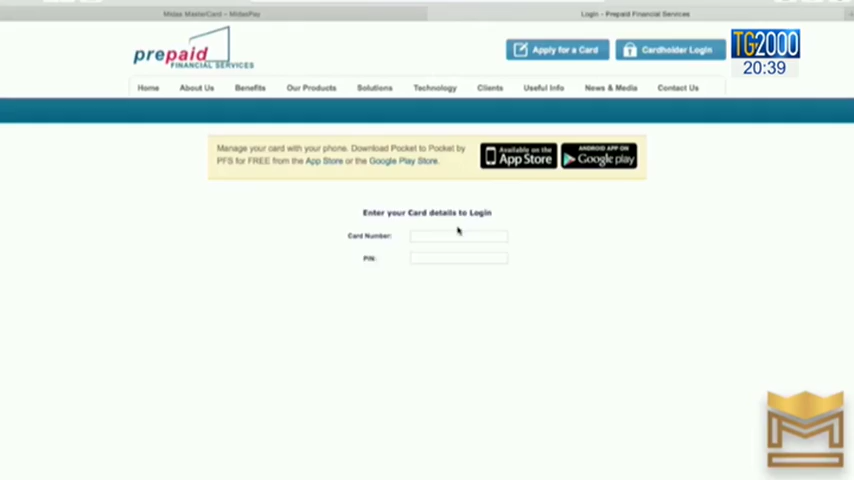 Midas MasterCard – MidasPay
Login - Prepaid Financial Services
prepaid
FINANCIAL SERVICES
Apply for a Card
Cardholder Login
TG2000
20:39
Home
About Us
Benefits
Our Products
Solutions
Technology
Clients
Useful Info
News & Media
Contact Us
Manage your card with your phone. Download Pocket to Pocket by
PFS for FREE from the App Store or the Google Play Store.
Available on the
App Store
ANDROID APP ON
Google play
Enter your Card details to Login
Card Number:
PIN: